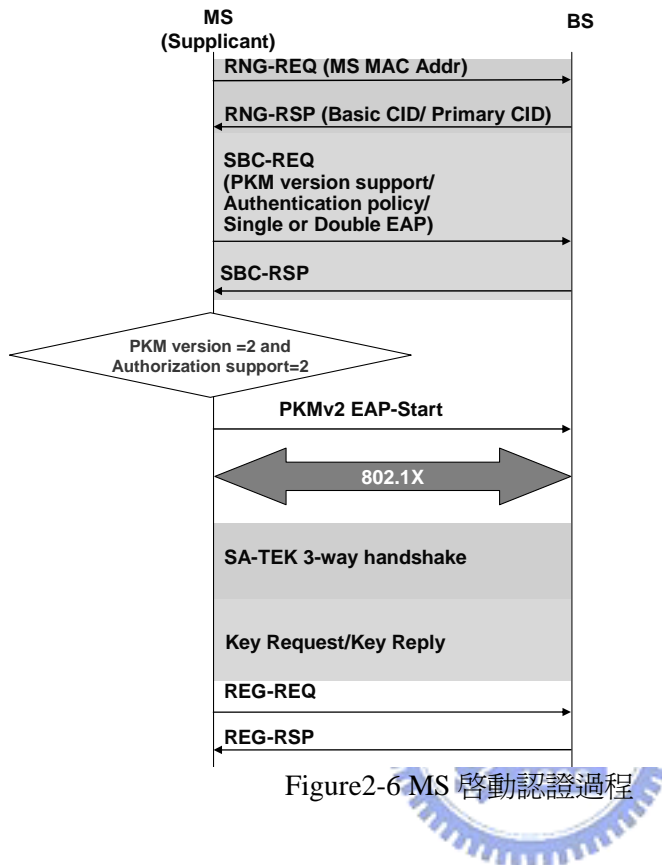 MS
(Supplicant)
BS
RNG-REQ (MS MAC Addr)
RNG-RSP (Basic CID/ Primary CID)
SBC-REQ
(PKM version support/
Authentication policy/
Single or Double EAP)
SBC-RSP
PKM version =2 and
Authorization support=2
PKMv2 EAP-Start
802.1X
SA-TEK 3-way handshake
Key Request/Key Reply
REG-REQ
REG-RSP
Figure2-6 MS 啓動認證過程